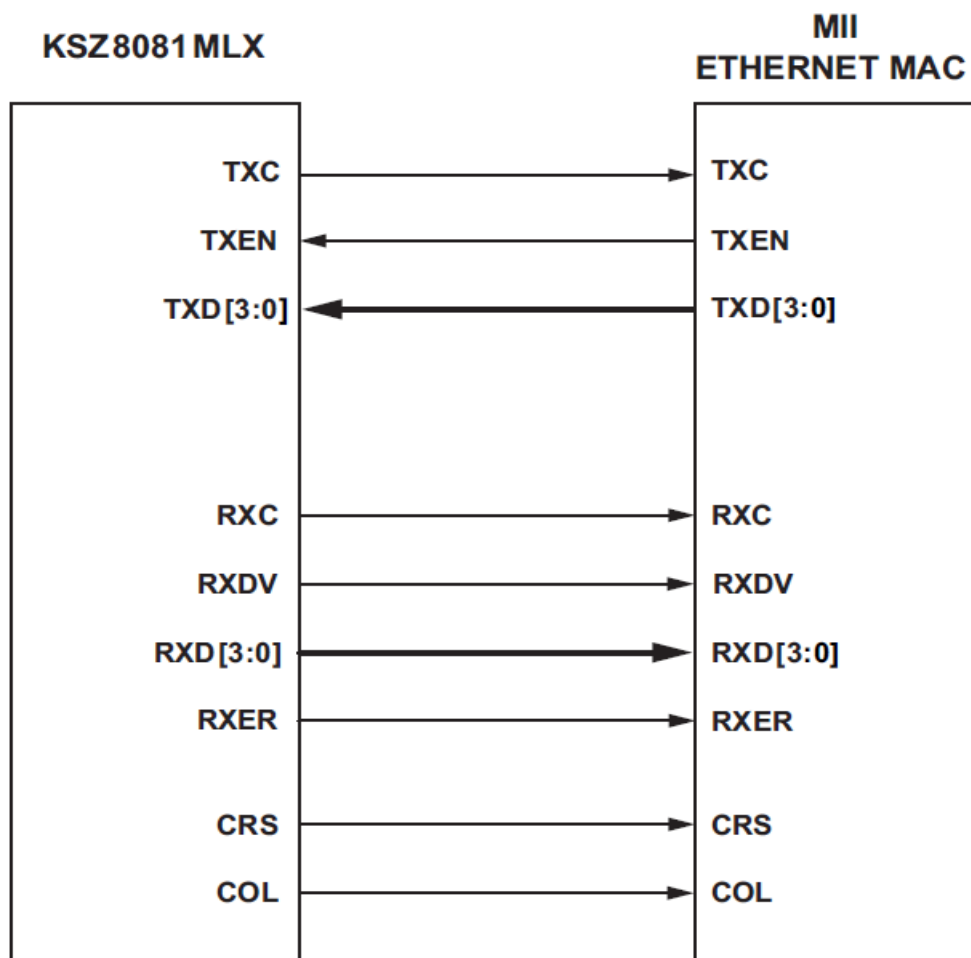 KSZ8081MLX
MII
ETHERNET MAC
TXC TXC
TXEN TXEN
TXD[3:0] TXD[3:0]
RXC RXC
RXDV RXDV
RXD[3:0] RXD[3:0]
RXER RXER
CRS CRS
COL COL